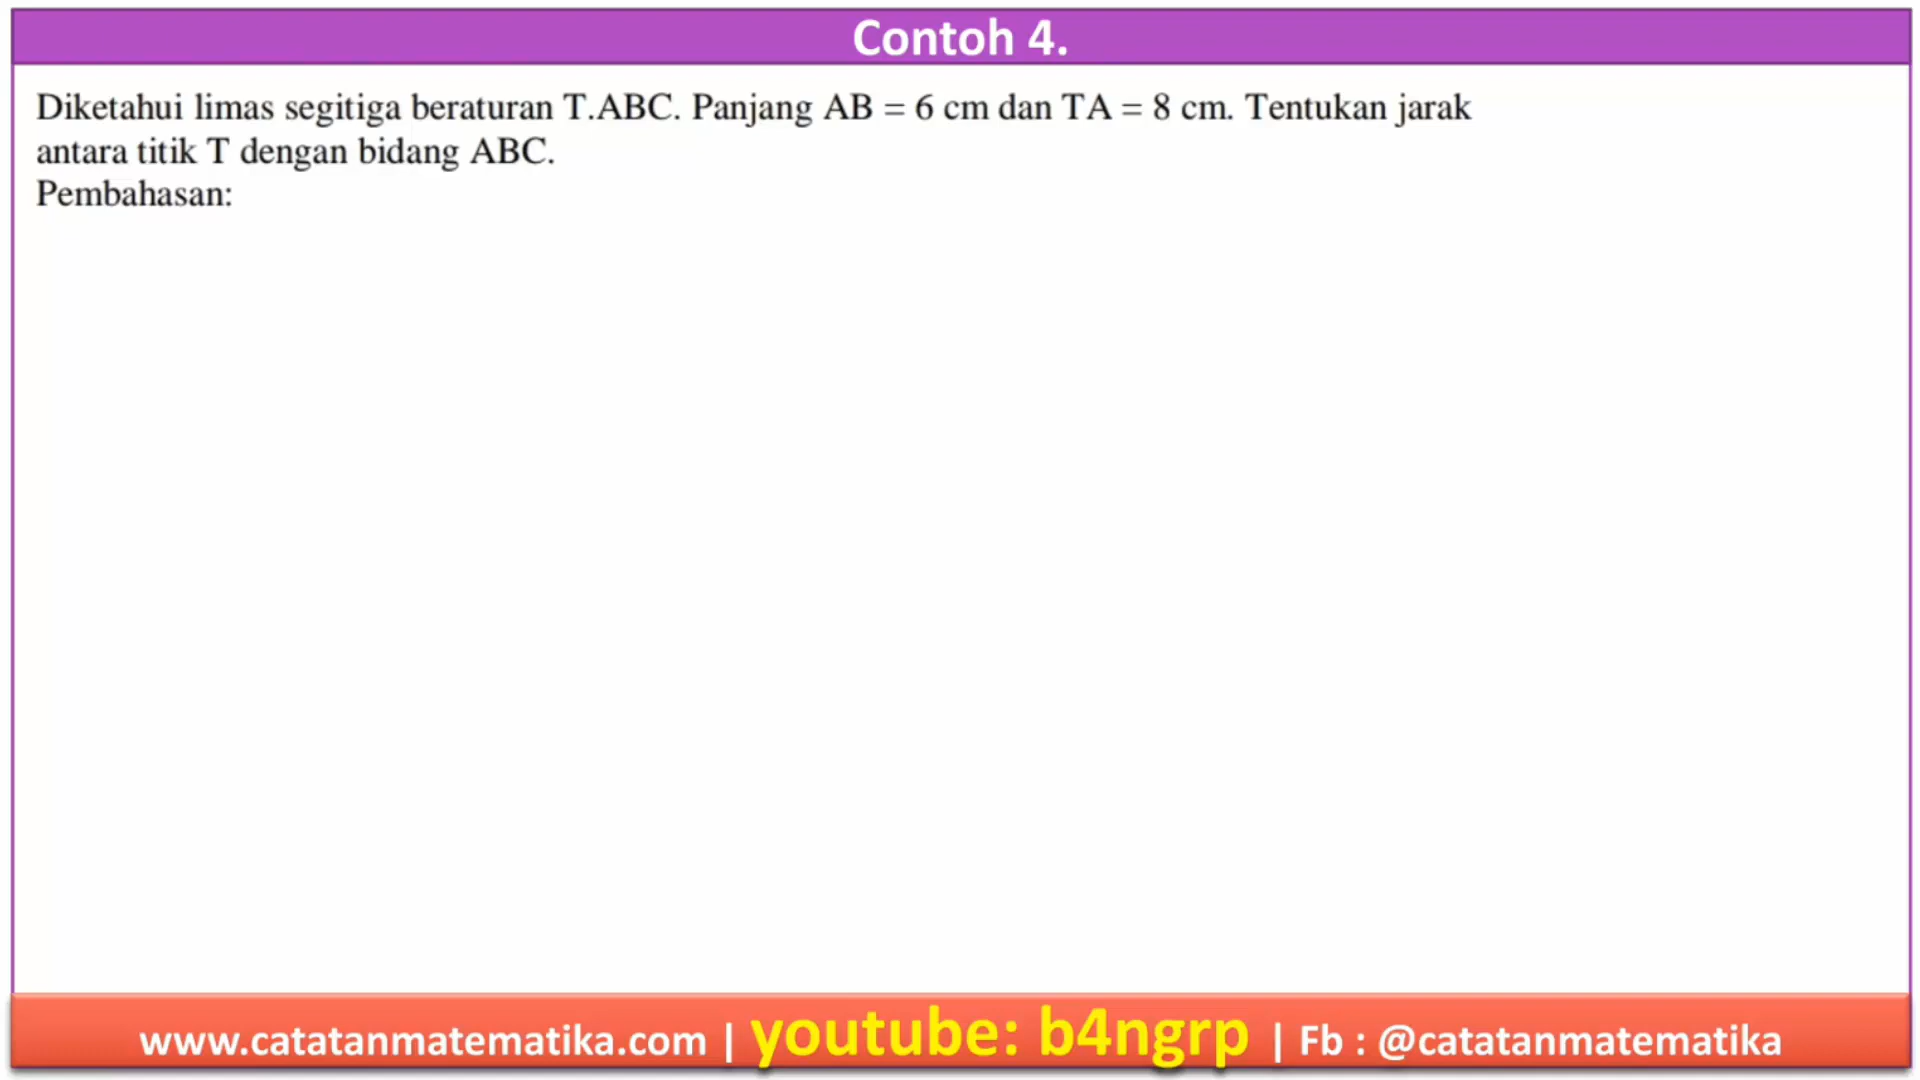 Contoh 4.
Diketahui limas segitiga beraturan T.ABC. Panjang AB = 6 cm dan TA = 8 cm. Tentukan jarak
antara titik T dengan bidang ABC.
Pembahasan:
www.catatanmatematika.com | youtube: b4ngrp | Fb : @catatanmatematika